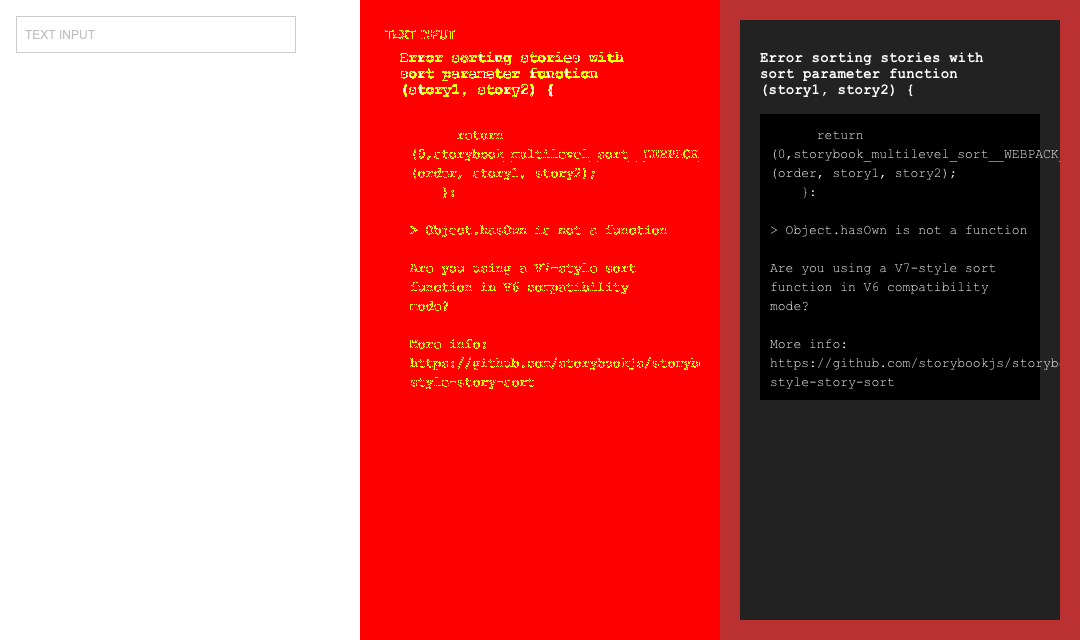 TEXT INPUT
TEXT INPUT
Error sorting stories with
sort parameter function
(story1, story2) {
return
(0,storybook_multilevel_sort__WEBPACK_
(order, story1, story2);
}:
> Object.hasOwn is not a function
Are you using a V7-style sort
function in V6 compatibility
mode?
More info:
https://github.com/storybookjs/storyb
style-story-sort
Error sorting stories with
sort parameter function
(story1, story2) {
return
(0,storybook_multilevel_sort__WEBPACK_
(order, story1, story2);
}:
> Object.hasOwn is not a function
Are you using a V7-style sort
function in V6 compatibility
mode?
More info:
https://github.com/storybookjs/storyb
style-story-sort